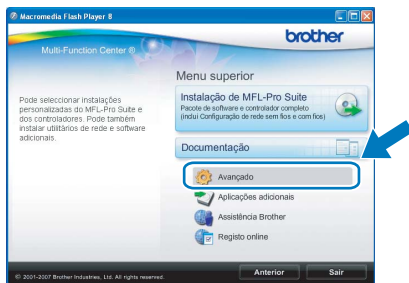 Macromedia Flash Player 8
brother
Multi-Function Center ®
Menu superior
Pode seleccionar instalações
personalizadas do MFL-Pro Suite e
dos controladores. Pode também
instalar utilitários de rede e software
adicionais.
Instalação de MFL-Pro Suite
Pacote de software e controlador completo
(inclui Configuração de rede sem fios e com fios)
Documentação
Avançado
Aplicações adicionais
Assistência Brother
Registo online
© 2001-2007 Brother Industries, Ltd. All rights reserved.
Anterior
Sair